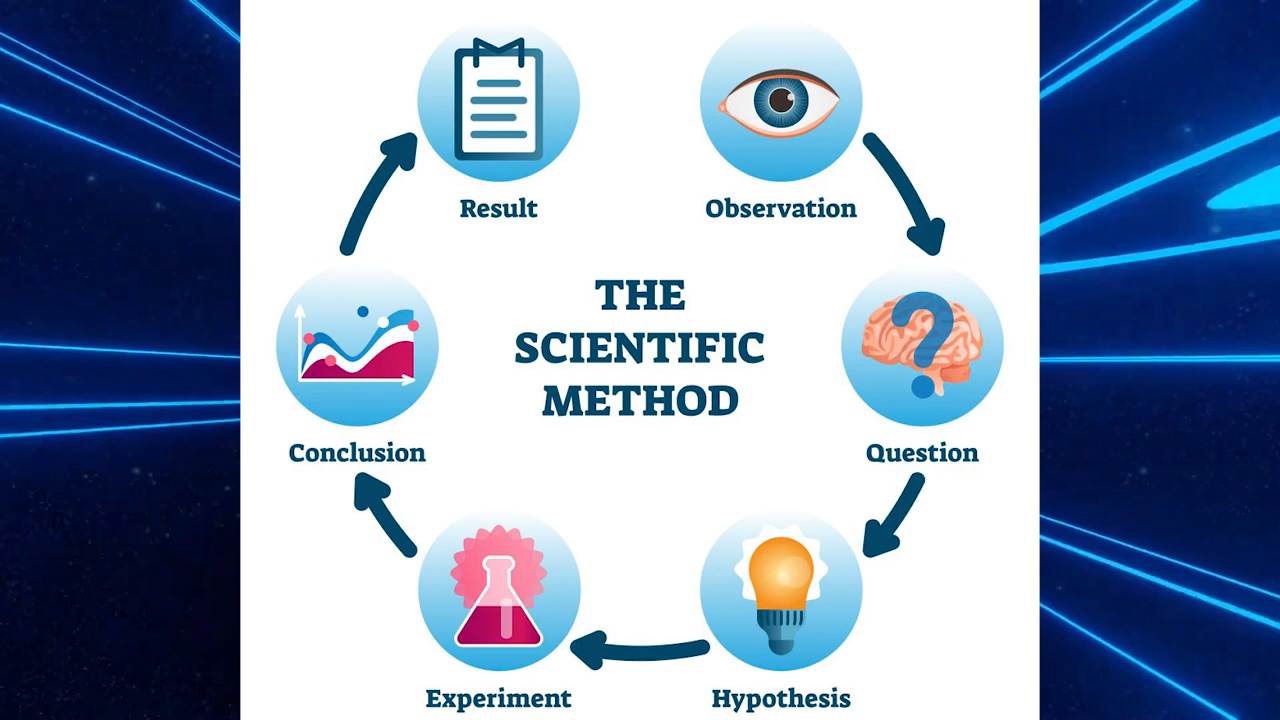 Result
Observation
THE
SCIENTIFIC
METHOD
Conclusion
Question
Experiment
Hypothesis